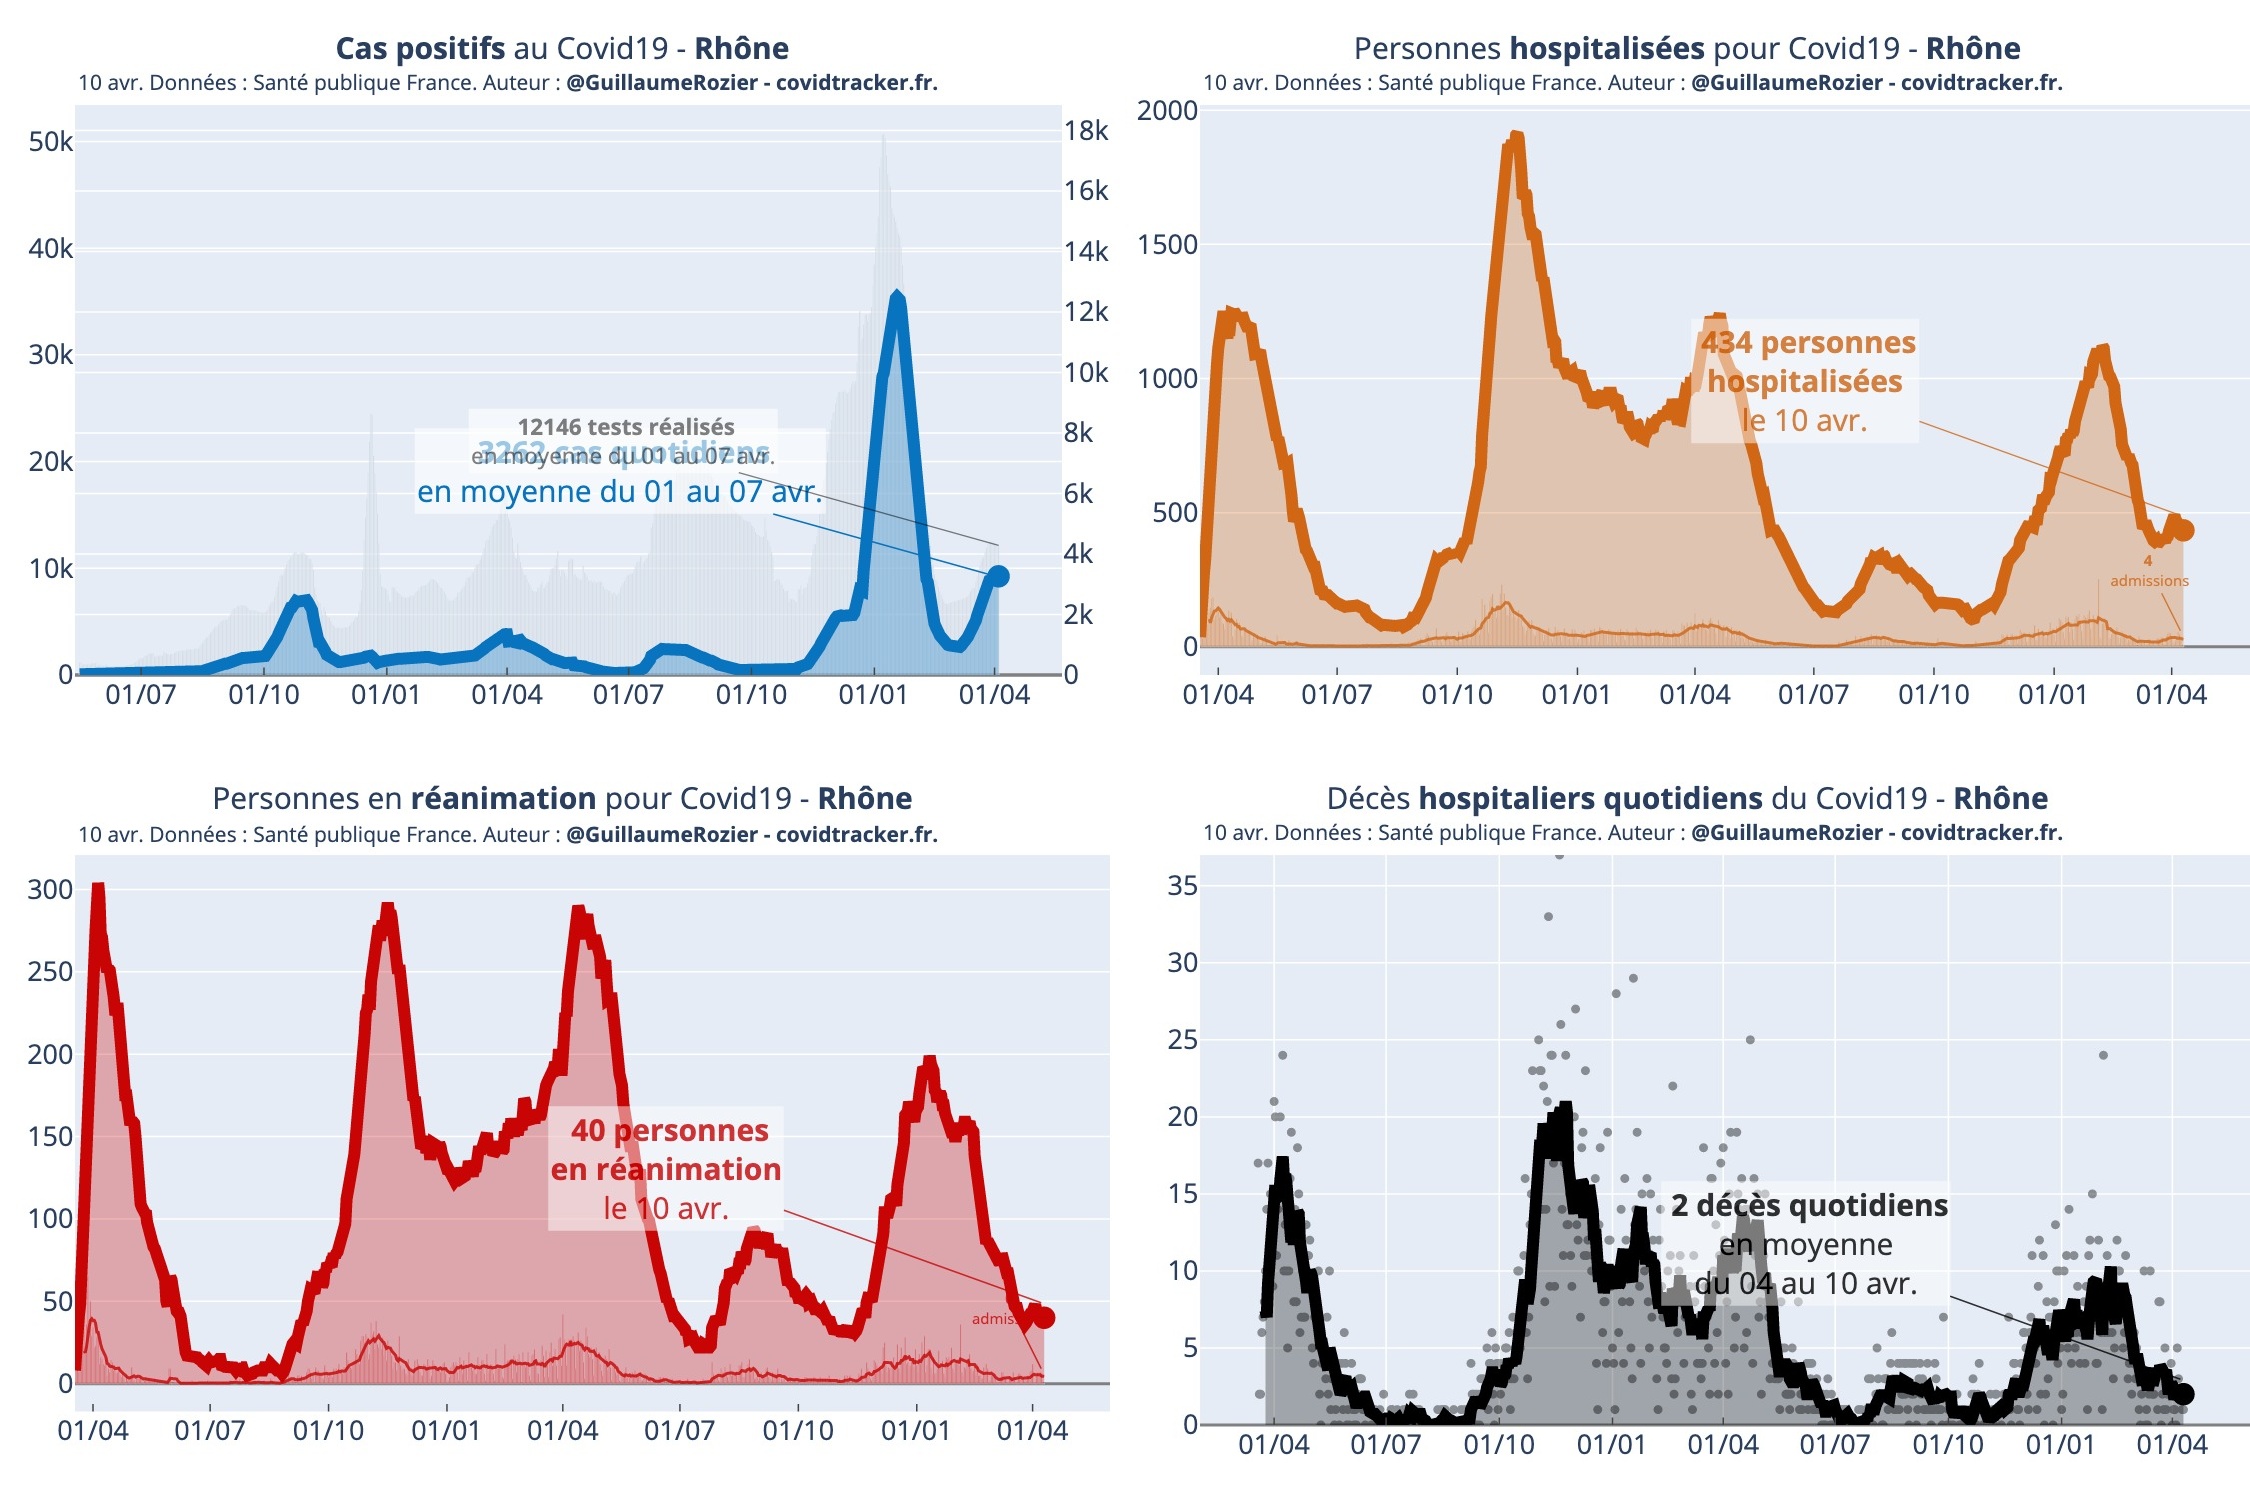 Cas positifs au Covid19 - Rhône
10 avr. Données : Santé publique France. Auteur : @GuillaumeRozier - covidtracker.fr.
50k
40k
30k
20k
10k
0
18k
16k
14k
12k
10k
8k
6k
4k
2k
0
12146 tests réalisés
en moyenne du 01 au 07 avr.
3262 cas quotidiens
en moyenne du 01 au 07 avr.
01/07 01/10 01/01 01/04 01/07 01/10 01/01 01/04
Personnes hospitalisées pour Covid19 - Rhône
10 avr. Données : Santé publique France. Auteur : @GuillaumeRozier - covidtracker.fr.
2000
1500
1000
500
0
434 personnes
hospitalisées
le 10 avr.
4
admissions
01/04 01/07 01/10 01/01 01/04 01/07 01/10 01/01 01/04
Personnes en réanimation pour Covid19 - Rhône
10 avr. Données : Santé publique France. Auteur : @GuillaumeRozier - covidtracker.fr.
300
250
200
150
100
50
0
40 personnes
en réanimation
le 10 avr.
01/04 01/07 01/10 01/01 01/04 01/07 01/10 01/01 01/04
Décès hospitaliers quotidiens du Covid19 - Rhône
10 avr. Données : Santé publique France. Auteur : @GuillaumeRozier - covidtracker.fr.
35
30
25
20
15
10
5
0
2 décès quotidiens
en moyenne
du 04 au 10 avr.
01/04 01/07 01/10 01/01 01/04 01/07 01/10 01/01 01/04